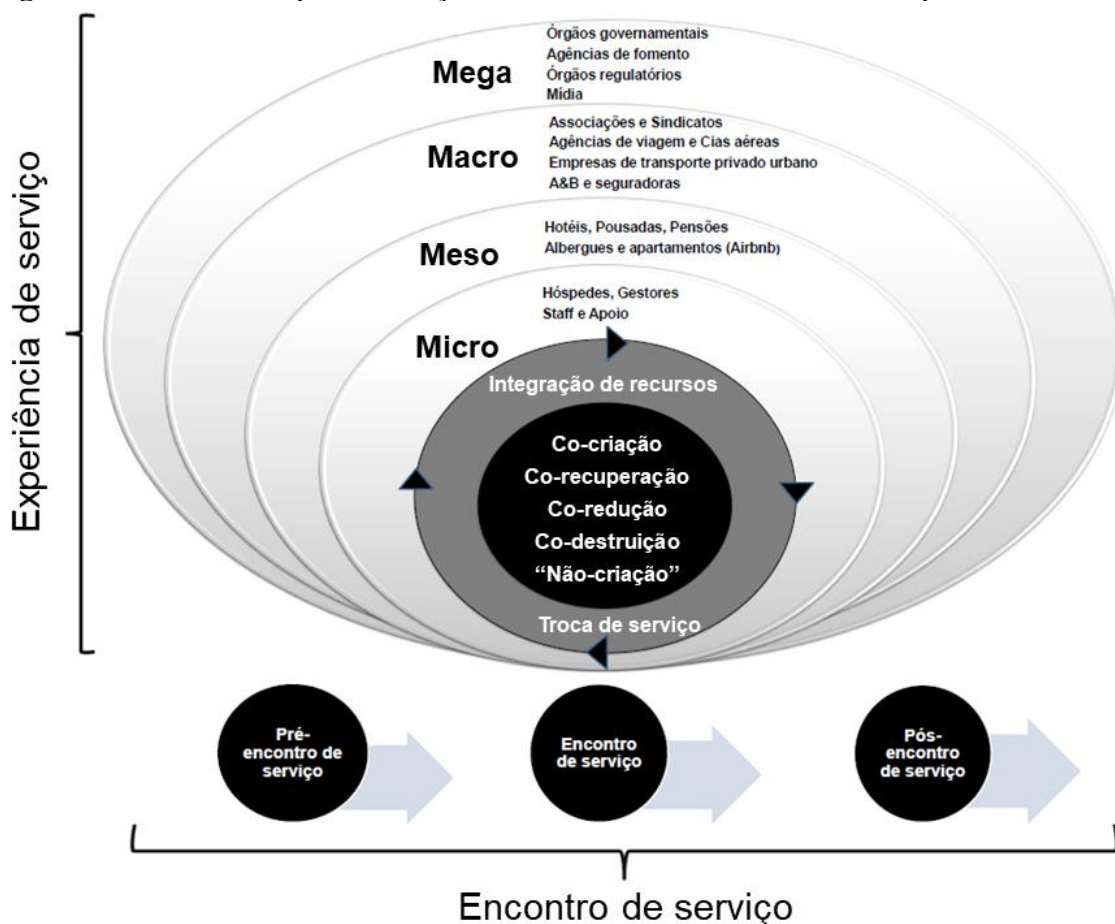 Mega
Órgãos governamentais
Agências de fomento
Órgãos regulatórios
Mídia
Macro
Associações e Sindicatos
Agências de viagem e Cias aéreas
Empresas de transporte privado urbano
A&B e seguradoras
Meso
Hotéis, Pousadas, Pensões
Albergues e apartamentos (Airbnb)
Micro
Hóspedes, Gestores
Staff e Apoio
Integração de recursos
Co-criação
Co-recuperação
Co-redução
Co-destruição
“Não-criação”
Troca de serviço
Experiência de serviço
Pré-
encontro de
serviço
Encontro
de serviço
Pós-
encontro
de serviço
Encontro de serviço